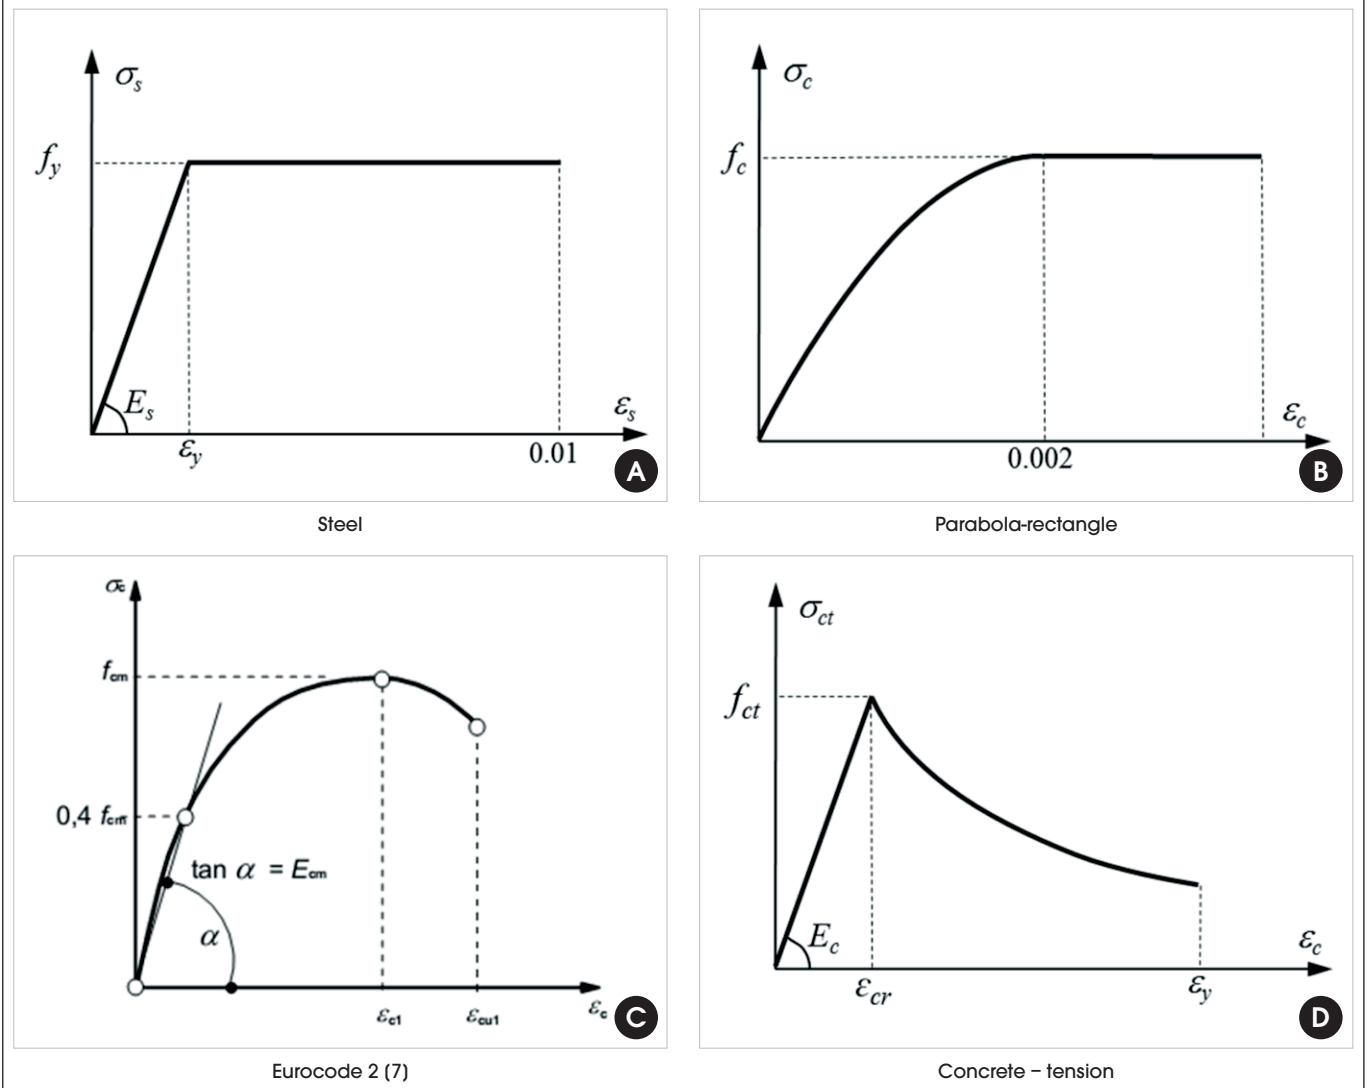 σs
fy
Es
εs
εy
0.01
A
Steel
σc
fc
εc
0.002
B
Parabola-rectangle
σc
fcm
0,4 fcm
tan α = Ecm
α
εc1
εcu1
εc
C
Eurocode 2 (7)
σct
fct
Ec
εc
εcr
εy
D
Concrete – tension